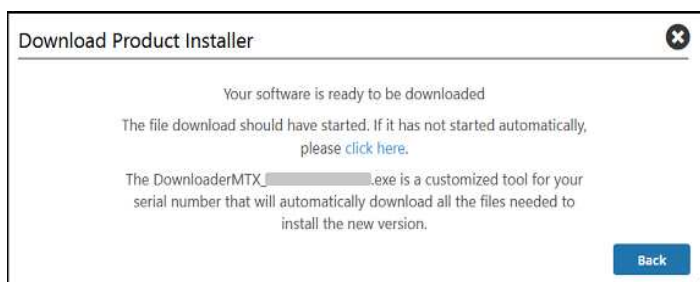 Download Product Installer
Your software is ready to be downloaded
The file download should have started. If it has not started automatically,
please click here.
The DownloaderMTX_ .exe is a customized tool for your
serial number that will automatically download all the files needed to
install the new version.
Back